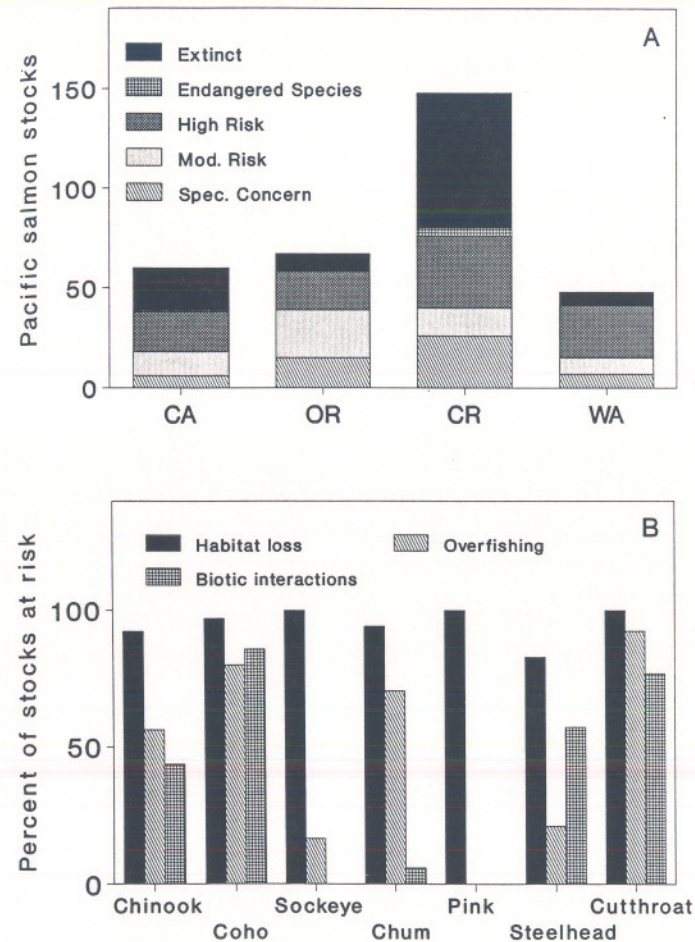 A
Pacific salmon stocks
150
100
50
0
Extinct
Endangered Species
High Risk
Mod. Risk
Spec. Concern
CA OR CR WA
B
Percent of stocks at risk
100
50
0
Habitat loss Overfishing
Biotic interactions
Chinook Sockeye Pink Cutthroat
Coho Chum Steelhead